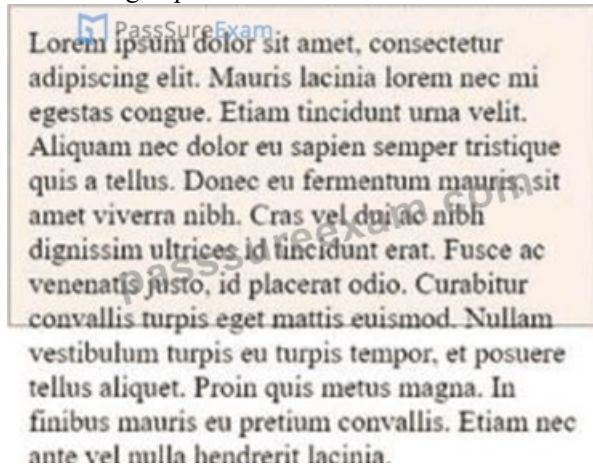 PassSureExam
Lorem ipsum dolor sit amet, consectetur
adipiscing elit. Mauris lacinia lorem nec mi
egestas congue. Etiam tincidunt urna velit.
Aliquam nec dolor eu sapien semper tristique
quis a tellus. Donec eu fermentum mauris, sit
amet viverra nibh. Cras vel dui ac nibh
dignissim ultrices id tincidunt erat. Fusce ac
venenatis justo, id placerat odio. Curabitur
convallis turpis eget mattis euismod. Nullam
vestibulum turpis eu turpis tempor, et posuere
tellus aliquet. Proin quis metus magna. In
finibus mauris eu pretium convallis. Etiam nec
ante vel nulla hendrerit lacinia.
passsureexam.com